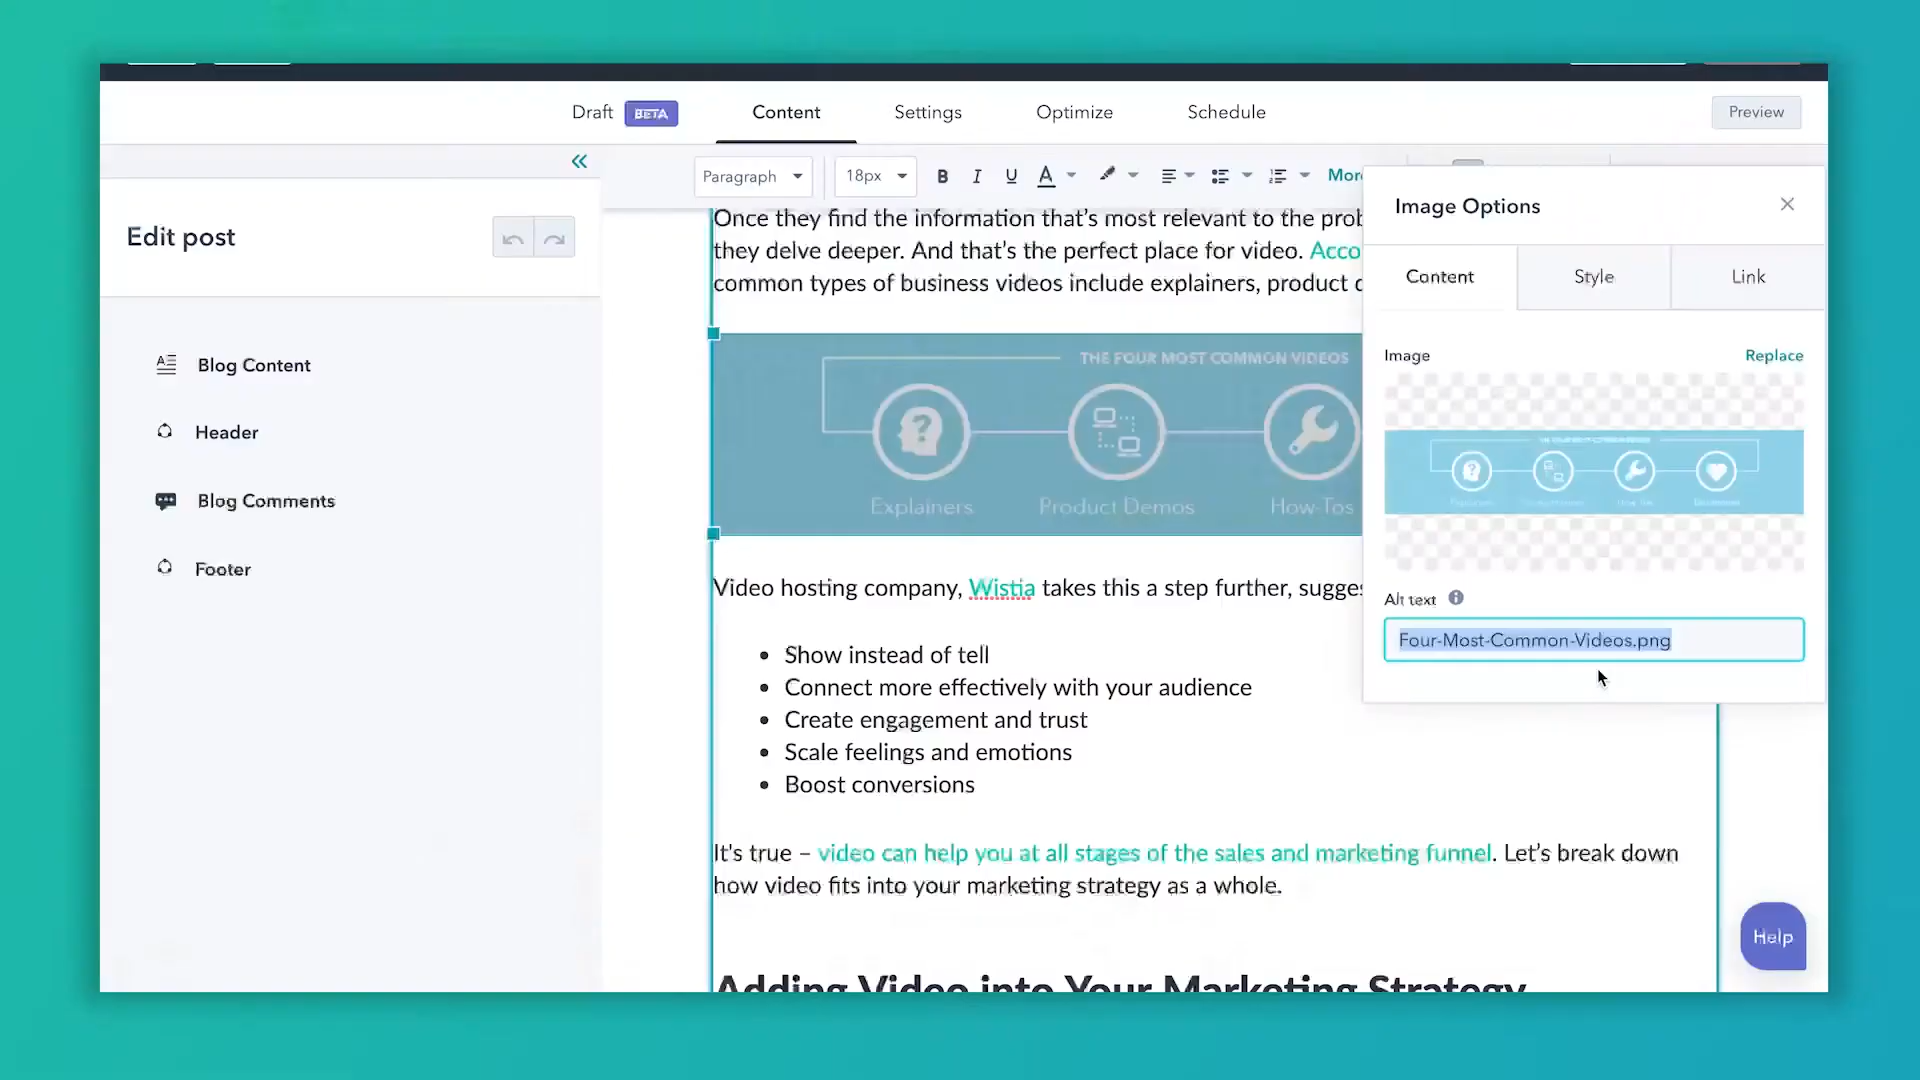 Draft BETA Content Settings Optimize Schedule Preview
Paragraph 18px B I U A More
Edit post
Blog Content
Header
Blog Comments
Footer
Once they find the information that's most relevant to the prob
they delve deeper. And that's the perfect place for video. Acco
common types of business videos include explainers, product d
THE FOUR MOST COMMON VIDEOS
Explainers Product Demos How-Tos
Video hosting company, Wistia takes this a step further, sugges
• Show instead of tell
• Connect more effectively with your audience
• Create engagement and trust
• Scale feelings and emotions
• Boost conversions
It's true – video can help you at all stages of the sales and marketing funnel. Let's break down
how video fits into your marketing strategy as a whole.
Adding Video into Your Marketing Strategy
Image Options
Content Style Link
Image Replace
Alt text
Four-Most-Common-Videos.png
Help